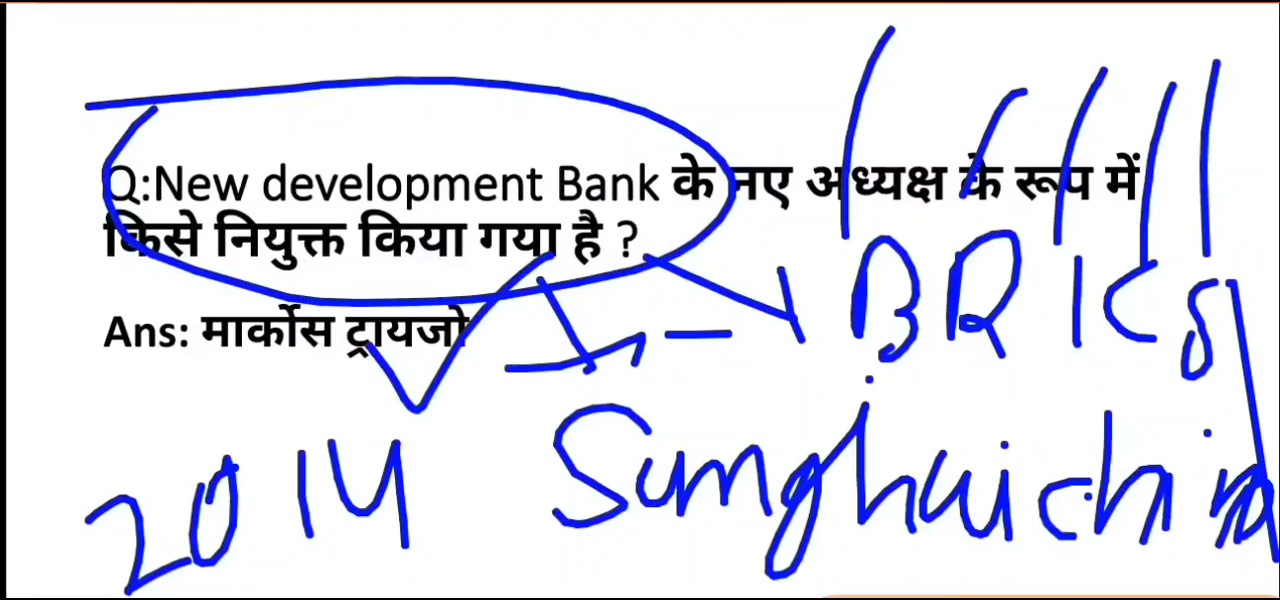 Q:New development Bank के नए अध्यक्ष के रूप में
किसे नियुक्त किया गया है ?
BRICS
Ans: मार्कोस ट्रायजो
2014 Sunghai china